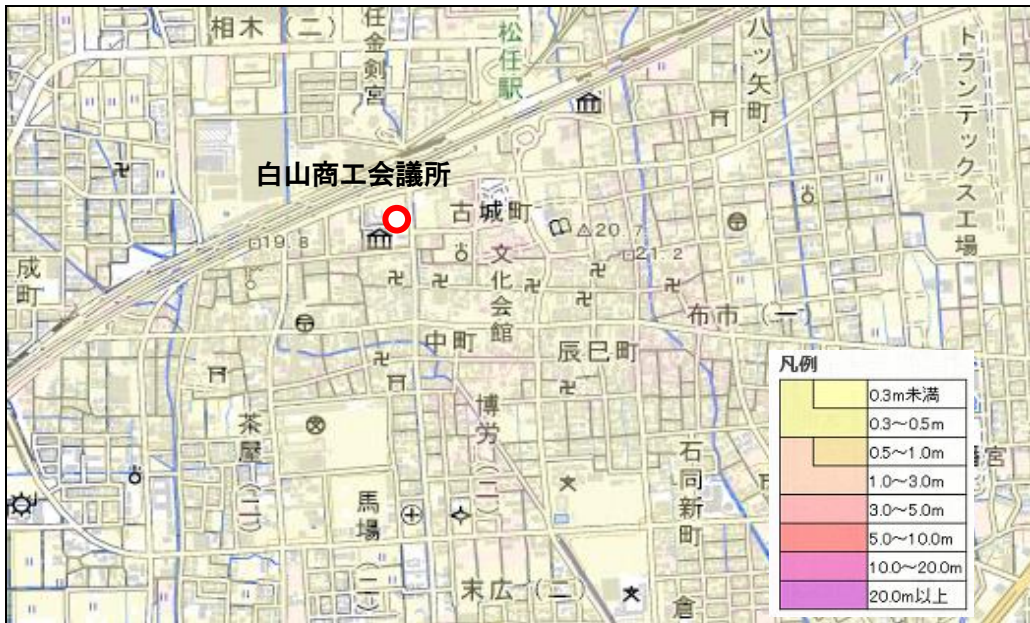 相木(二)
任金剣宮
松任駅
八ツ矢町
トランテックス工場
白山商工会議所
古城町
20.7
19.8
21.2
成町
文化会館
布市(一)
中町
辰巳町
凡例
0.3m未満
0.3～0.5m
0.5～1.0m
1.0～3.0m
3.0～5.0m
5.0～10.0m
10.0～20.0m
20.0m以上
宮
茶屋(二)
博労(二)
石同新町
馬場(二)
末広(二)
倉